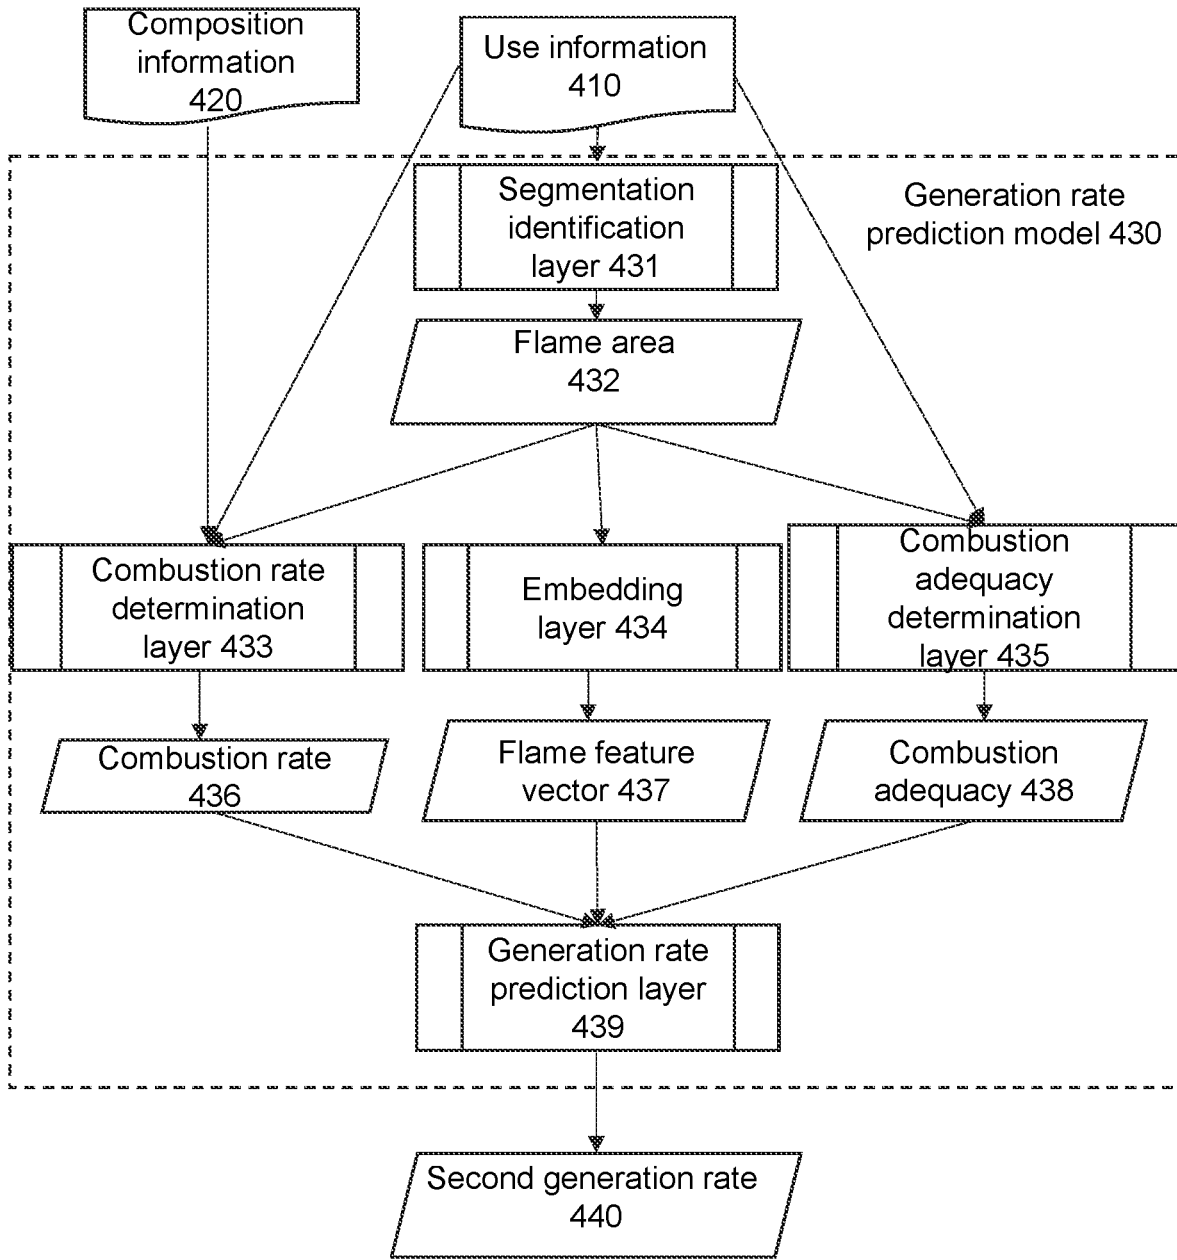 Composition
information
420
Use information
410
Segmentation
identification
layer 431
Generation rate
prediction model 430
Flame area
432
Combustion rate
determination
layer 433
Embedding
layer 434
Combustion
adequacy
determination
layer 435
Combustion rate
436
Flame feature
vector 437
Combustion
adequacy 438
Generation rate
prediction layer
439
Second generation rate
440